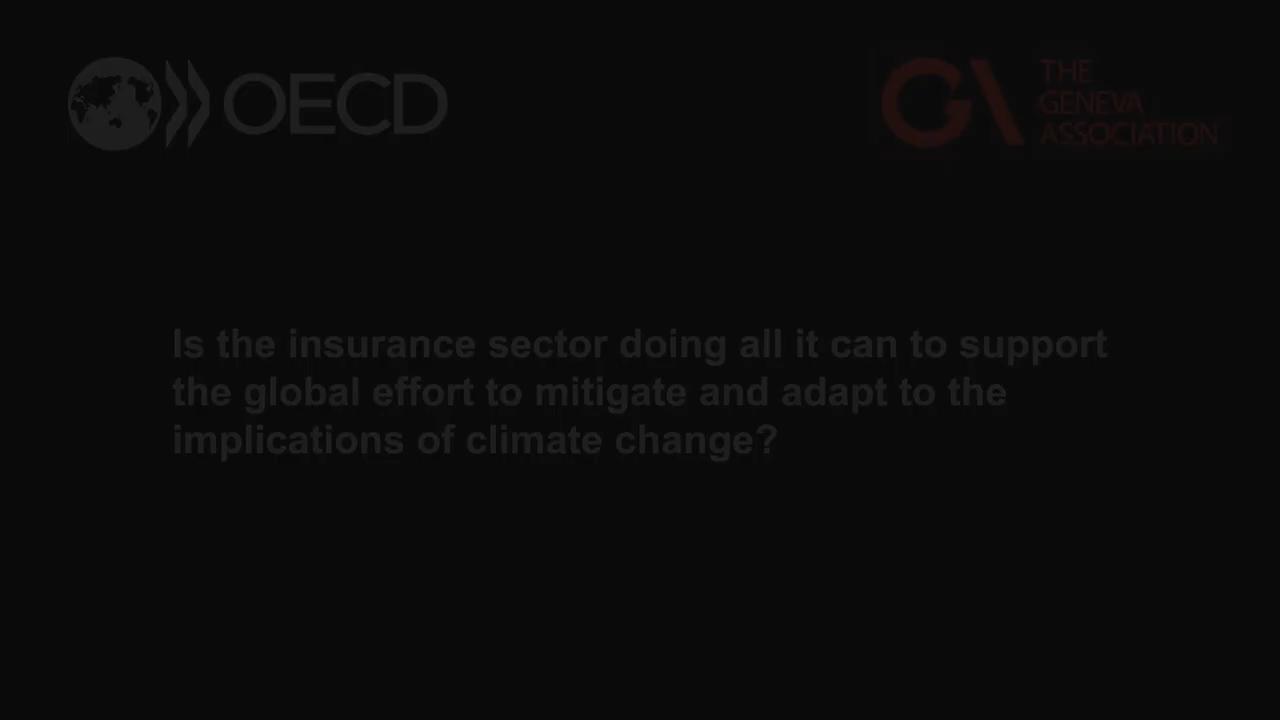 OECD
THE
GENEVA
ASSOCIATION
Is the insurance sector doing all it can to support
the global effort to mitigate and adapt to the
implications of climate change?